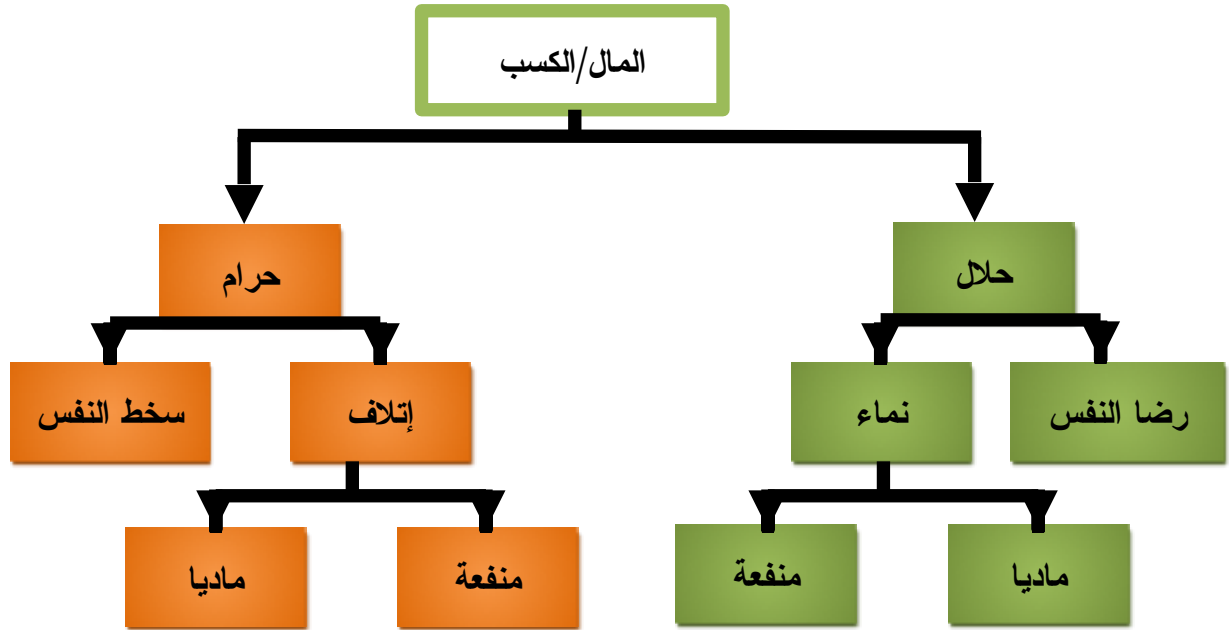 المال/الكسب
حلال
حرام
رضا النفس
نماء
إتلاف
سخط النفس
ماديا
منفعة
منفعة
ماديا